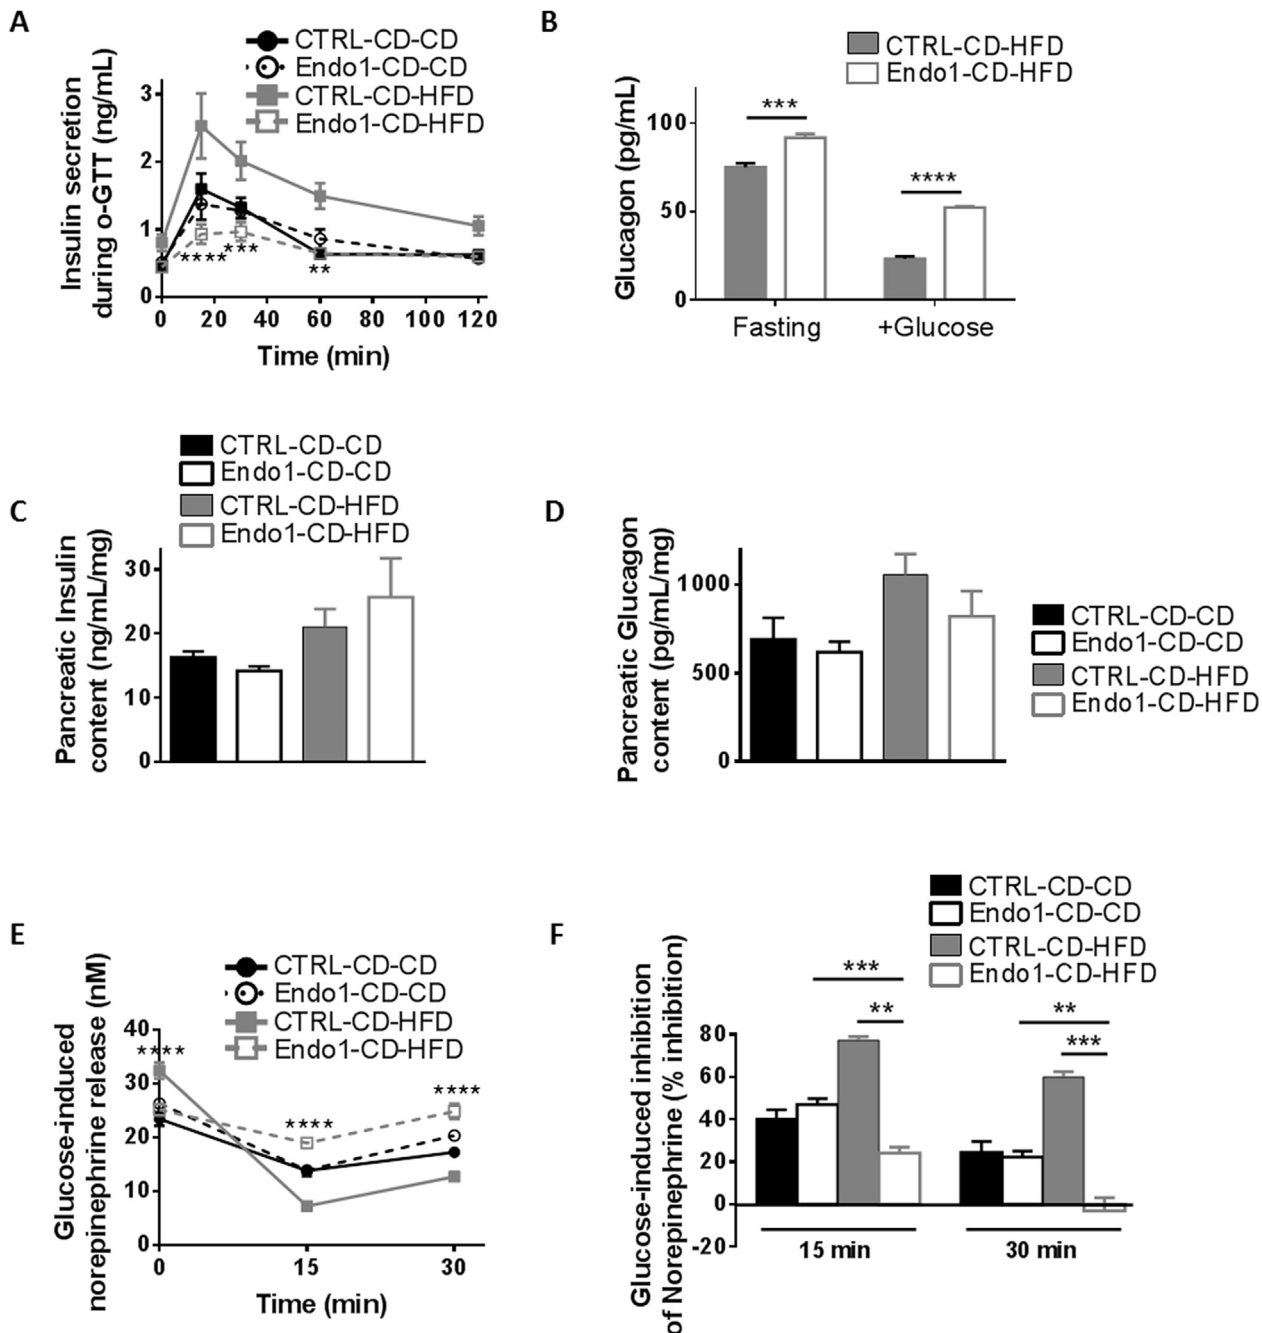 A
CTRL-CD-CD
Endo1-CD-CD
CTRL-CD-HFD
Endo1-CD-HFD
Insulin secretion
during o-GTT (ng/mL)
3
2
1
0
****
***
**
0 20 40 60 80 100 120
Time (min)
B
CTRL-CD-HFD
Endo1-CD-HFD
Glucagon (pg/mL)
100
50
0
***
****
Fasting
+Glucose
C
CTRL-CD-CD
Endo1-CD-CD
CTRL-CD-HFD
Endo1-CD-HFD
Pancreatic Insulin
content (ng/mL/mg)
30
20
10
0
D
Pancreatic Glucagon
content (pg/mL/mg)
1000
500
0
CTRL-CD-CD
Endo1-CD-CD
CTRL-CD-HFD
Endo1-CD-HFD
E
CTRL-CD-CD
Endo1-CD-CD
CTRL-CD-HFD
Endo1-CD-HFD
Glucose-induced
norepinephrine release (nM)
40
30
20
10
0
****
****
****
0 15 30
Time (min)
F
CTRL-CD-CD
Endo1-CD-CD
CTRL-CD-HFD
Endo1-CD-HFD
Glucose-induced inhibition
of Norepinephrine (% inhibition)
80
60
40
20
0
-20
***
**
**
***
15 min
30 min